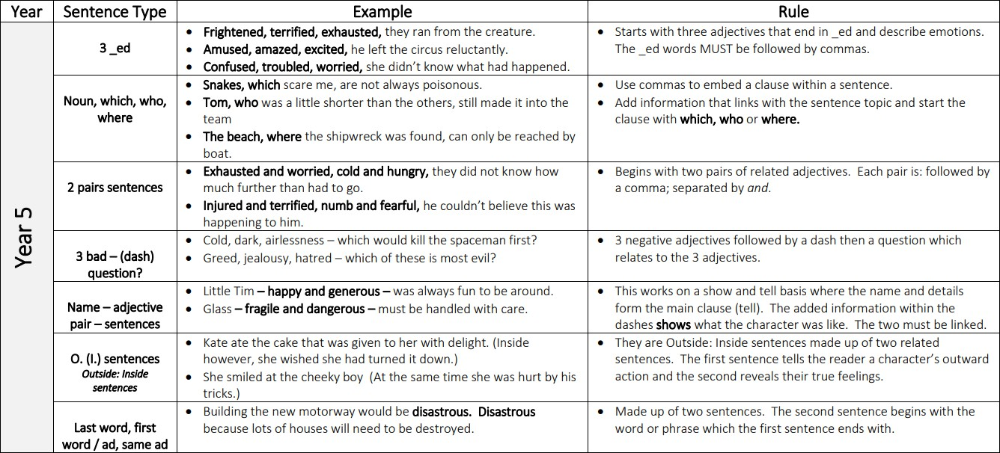 Year Sentence Type Example Rule
Year 5
3 _ed
• Frightened, terrified, exhausted, they ran from the creature.
• Amused, amazed, excited, he left the circus reluctantly.
• Confused, troubled, worried, she didn’t know what had happened.
• Starts with three adjectives that end in _ed and describe emotions.
The _ed words MUST be followed by commas.
Noun, which, who,
where
• Snakes, which scare me, are not always poisonous.
• Tom, who was a little shorter than the others, still made it into the
team
• The beach, where the shipwreck was found, can only be reached by
boat.
• Use commas to embed a clause within a sentence.
• Add information that links with the sentence topic and start the
clause with which, who or where.
2 pairs sentences
• Exhausted and worried, cold and hungry, they did not know how
much further than had to go.
• Injured and terrified, numb and fearful, he couldn’t believe this was
happening to him.
• Begins with two pairs of related adjectives. Each pair is: followed by
a comma; separated by and.
3 bad – (dash)
question?
• Cold, dark, airlessness – which would kill the spaceman first?
• Greed, jealousy, hatred – which of these is most evil?
• 3 negative adjectives followed by a dash then a question which
relates to the 3 adjectives.
Name – adjective
pair – sentences
• Little Tim – happy and generous – was always fun to be around.
• Glass – fragile and dangerous – must be handled with care.
• This works on a show and tell basis where the name and details
form the main clause (tell). The added information within the
dashes shows what the character was like. The two must be linked.
O. (I.) sentences
Outside: Inside
sentences
• Kate ate the cake that was given to her with delight. (Inside
however, she wished she had turned it down.)
• She smiled at the cheeky boy (At the same time she was hurt by his
tricks.)
• They are Outside: Inside sentences made up of two related
sentences. The first sentence tells the reader a character’s outward
action and the second reveals their true feelings.
Last word, first
word / ad, same ad
• Building the new motorway would be disastrous. Disastrous
because lots of houses will need to be destroyed.
• Made up of two sentences. The second sentence begins with the
word or phrase which the first sentence ends with.